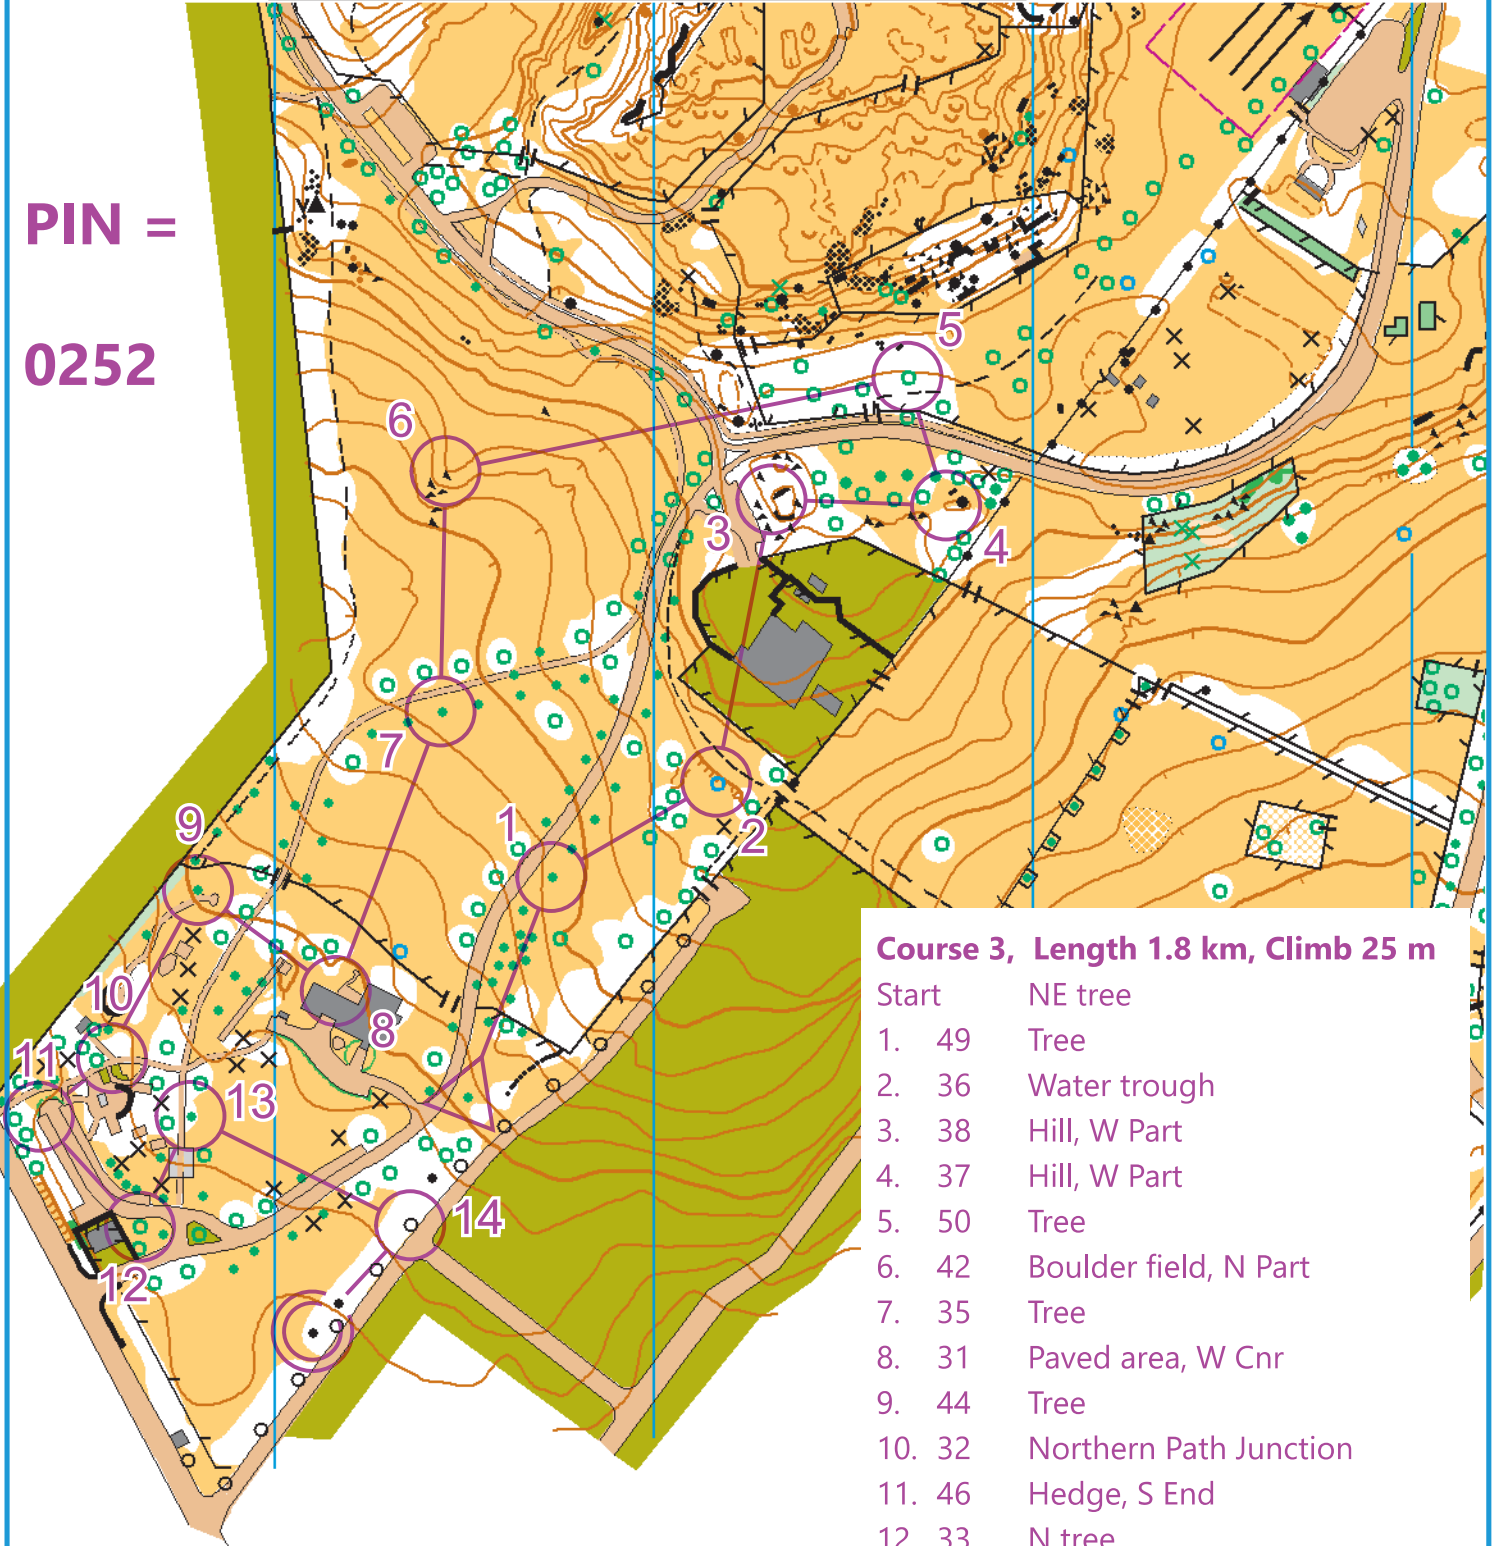 PIN =
0252
5
6
3
4
7
1
2
9
10
8
11
13
14
12
Course 3, Length 1.8 km, Climb 25 m
Start NE tree
1. 49 Tree
2. 36 Water trough
3. 38 Hill, W Part
4. 37 Hill, W Part
5. 50 Tree
6. 42 Boulder field, N Part
7. 35 Tree
8. 31 Paved area, W Cnr
9. 44 Tree
10. 32 Northern Path Junction
11. 46 Hedge, S End
12. 33 N tree